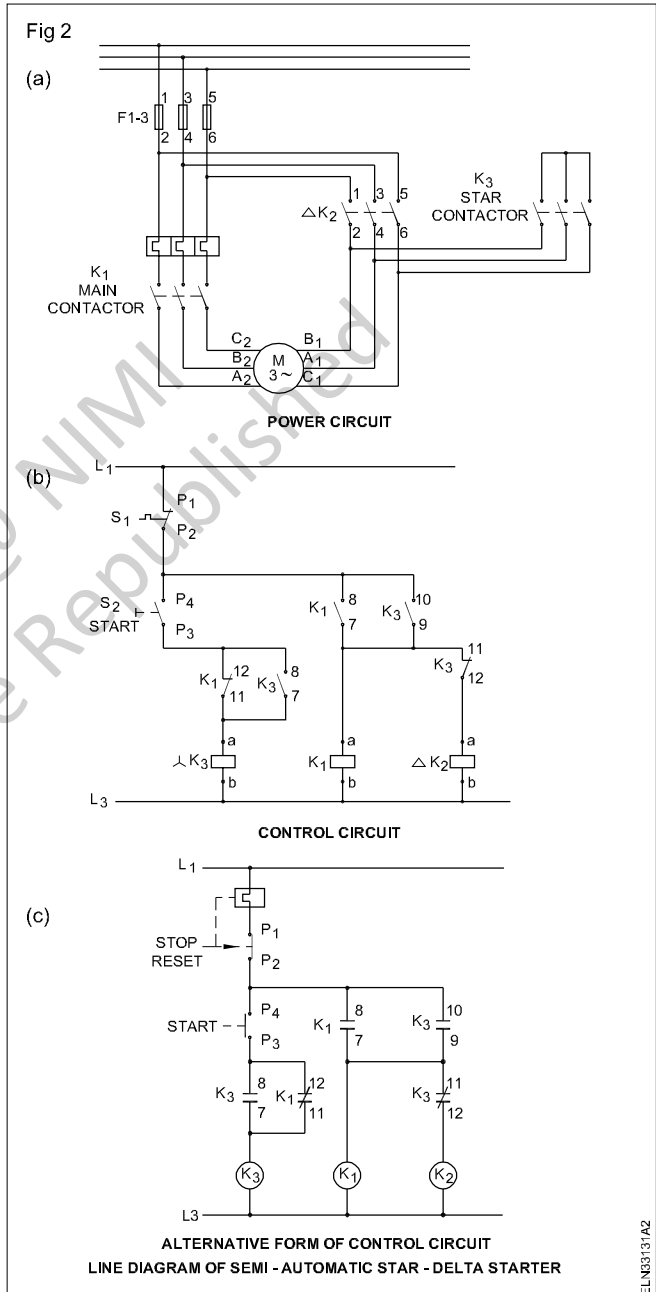 Fig 2
(a)
F1-3
1 3 5
2 4 6
1 3 5
△K2
2 4 6
K3
STAR
CONTACTOR
K1
MAIN
CONTACTOR
C2 B1
B2 M A1
A2 3~ C1
POWER CIRCUIT
(b)
L1
P1
S1
P2
S2 P4
START P3
K1 8
7
K3 10
9
K1 12
11
K3 8
7
K3 11
12
a a a
K3 K1 △ K2
b b b
L3
CONTROL CIRCUIT
(c)
L1
STOP P1
RESET P2
START P4
P3
K1 8
7
K3 10
9
K3 8
7
K1 12
11
K3 11
12
K3 K1 K2
L3
ALTERNATIVE FORM OF CONTROL CIRCUIT
LINE DIAGRAM OF SEMI - AUTOMATIC STAR - DELTA STARTER
ELN33131A2
@ NIMI
e Republished